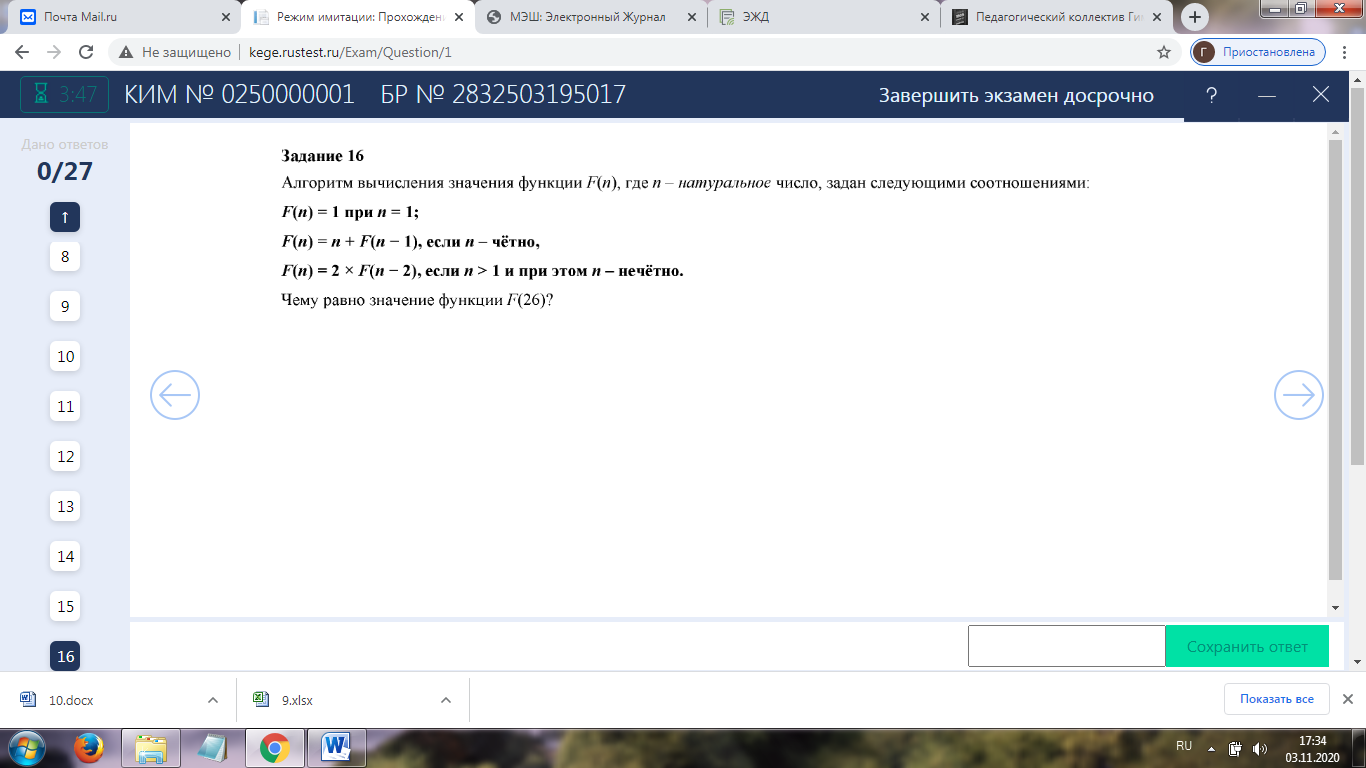 Почта Mail.ru
Режим имитации: Прохожден
МЭШ: Электронный Журнал
ЭЖД
Педагогический коллектив Ги
Не защищено
kege.rustest.ru/Exam/Question/1
Г
Приостановлена
3:47
КИМ № 0250000001
БР № 2832503195017
Завершить экзамен досрочно
?
Дано ответов
0/27
8
9
10
11
12
13
14
15
16
Задание 16
Алгоритм вычисления значения функции F(n), где n – натуральное число, задан следующими соотношениями:
F(n) = 1 при n = 1;
F(n) = n + F(n − 1), если n – чётно,
F(n) = 2 × F(n − 2), если n > 1 и при этом n – нечётно.
Чему равно значение функции F(26)?
Сохранить ответ
10.docx
9.xlsx
Показать все
RU
17:34
03.11.2020